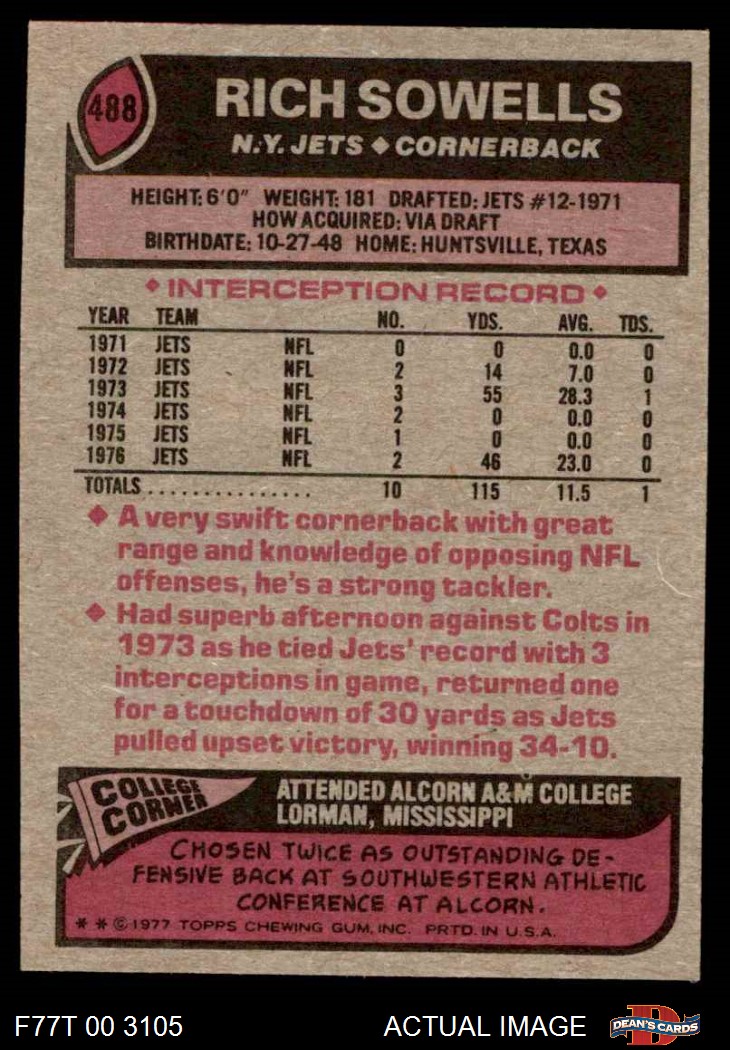 488
RICH SOWELLS
N.Y. JETS ◆ CORNERBACK
HEIGHT: 6'0" WEIGHT: 181 DRAFTED: JETS #12-1971
HOW ACQUIRED: VIA DRAFT
BIRTHDATE: 10-27-48 HOME: HUNTSVILLE, TEXAS
◆ INTERCEPTION RECORD ◆
YEAR TEAM NO. YDS. AVG. TDS.
1971 JETS NFL 0 0 0.0 0
1972 JETS NFL 2 14 7.0 0
1973 JETS NFL 3 55 28.3 1
1974 JETS NFL 2 0 0.0 0
1975 JETS NFL 1 0 0.0 0
1976 JETS NFL 2 46 23.0 0
TOTALS................ 10 115 11.5 1
◆ A very swift cornerback with great
range and knowledge of opposing NFL
offenses, he's a strong tackler.
◆ Had superb afternoon against Colts in
1973 as he tied Jets' record with 3
interceptions in game, returned one
for a touchdown of 30 yards as Jets
pulled upset victory, winning 34-10.
COLLEGE
CORNER
ATTENDED ALCORN A&M COLLEGE
LORMAN, MISSISSIPPI
CHOSEN TWICE AS OUTSTANDING DE-
FENSIVE BACK AT SOUTHWESTERN ATHLETIC
CONFERENCE AT ALCORN.
* * © 1977 TOPPS CHEWING GUM, INC. PRTD. IN U.S.A.
F77T 00 3105 ACTUAL IMAGE D DEAN'S CARDS